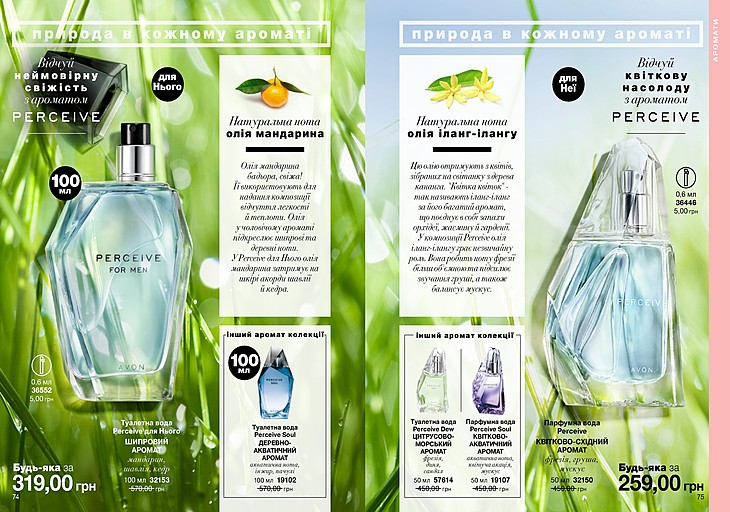 природа в кожному ароматі
Відчуй
неймовірну
свіжість
з ароматом
PERCEIVE
для
Нього
100
мл
PERCEIVE
FOR MEN
AVON
0,6 мл
36552
5,00 грн
Туалетна вода
Perceive для Нього
ШИПРОВИЙ
АРОМАТ
мандарин,
шавлія, кедр
100 мл 32153
570,00 грн
Будь-яка за
319,00 грн
74
Натуральна нота
олія мандарина
Олія мандарина
бадьора, свіжа!
Її використовують для
надання композиції
відчуття легкості
й теплоти. Олія
у чоловічому ароматі
підкреслює шипрові та
деревні ноти.
У Perceive для Нього олія
мандарина затримує на
шкірі акорди шавлії
й кедра.
Інший аромат колекції
100
мл
PERCEIVE
SOUL
Туалетна вода
Perceive Soul
ДЕРЕВНО-
АКВАТИЧНИЙ
АРОМАТ
акватична нота,
інжир, пачулі
100 мл 19102
570,00 грн
природа в кожному ароматі
Натуральна нота
олія іланг-ілангу
Цю олію отримують з квітів,
зібраних на світанку з дерева
кананга. "Квітка квіток" -
так називають іланг-іланг
за його багатий аромат,
що поєднує в собі запахи
орхідеї, жасмину й гарденії.
У композиції Perceive олія
ілангу-ілангу грає незвичайну
роль. Вона робить ноту фрезії
більш об'ємною та підсилює
звучання груші, а також
балансує мускус.
Інший аромат колекції
PERCEIVE
PERCEIVE
Туалетна вода
Perceive Dew
ЦИТРУСОВО-
МОРСЬКИЙ
АРОМАТ
фрезія,
диня,
сандал
50 мл 57614
450,00 грн
Парфумна вода
Perceive Soul
КВІТКОВО-
АКВАТИЧНИЙ
АРОМАТ
акватична нота,
квітуча акація,
мускус
50 мл 19107
450,00 грн
для
Неї
Відчуй
квіткову
насолоду
з ароматом
PERCEIVE
АРОМАТИ
0,6 мл
36446
5,00 грн
PERCEIVE
AVON
Парфумна вода
Perceive
КВІТКОВО-СХІДНИЙ
АРОМАТ
фрезія, груша,
мускус
50 мл 32150
450,00 грн
Будь-яка за
259,00 грн
75